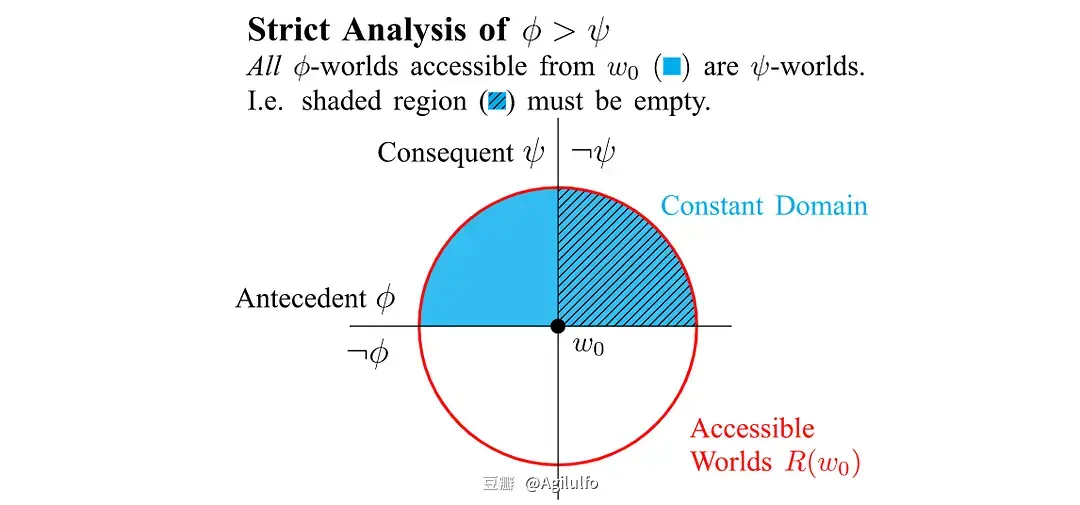 Strict Analysis of ϕ > ψ
All ϕ-worlds accessible from w₀ (■) are ψ-worlds.
I.e. shaded region (▨) must be empty.
Consequent ψ
¬ψ
Constant Domain
Antecedent ϕ
¬ϕ
w₀
Accessible
Worlds R(w₀)
豆瓣 @Agilulfo